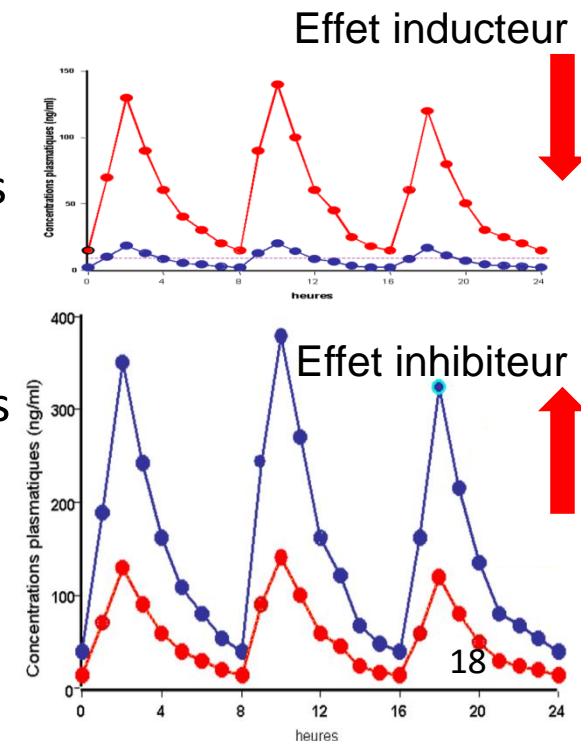 Effet inducteur
s
Concentrations plasmatiques (ng/ml)
150
100
50
0
0 4 8 12 16 20 24
heures
Effet inhibiteur
s
Concentrations plasmatiques (ng/ml)
400
300
200
100
0
0 4 8 12 16 20 24
heures
18